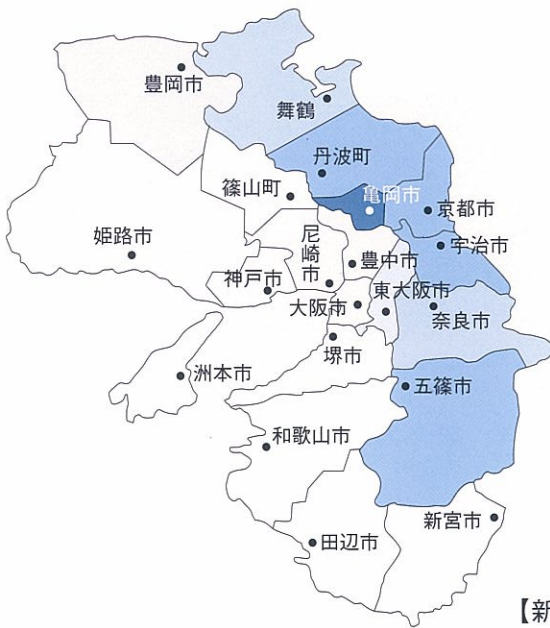 豊岡市
舞鶴
丹波町
篠山町
亀岡市
京都市
姫路市
尼崎市
豊中市
宇治市
神戸市
大阪市
東大阪市
奈良市
堺市
洲本市
五篠市
和歌山市
新宮市
田辺市
【新